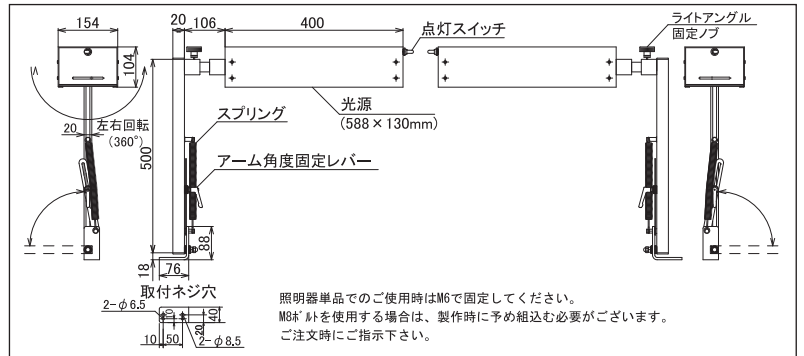 154
20
106
400
点灯スイッチ
ライトアングル
固定ノブ
104
光源
(588×130mm)
スプリング
20
左右回転
(360°)
500
アーム角度固定レバー
88
18
76
取付ネジ穴
2-φ6.5
40
20
10
50
2-φ8.5
照明器単品でのご使用時はM6で固定してください。
M8ボルトを使用する場合は、製作時に予め組込む必要がございます。
ご注文時にご指示下さい。